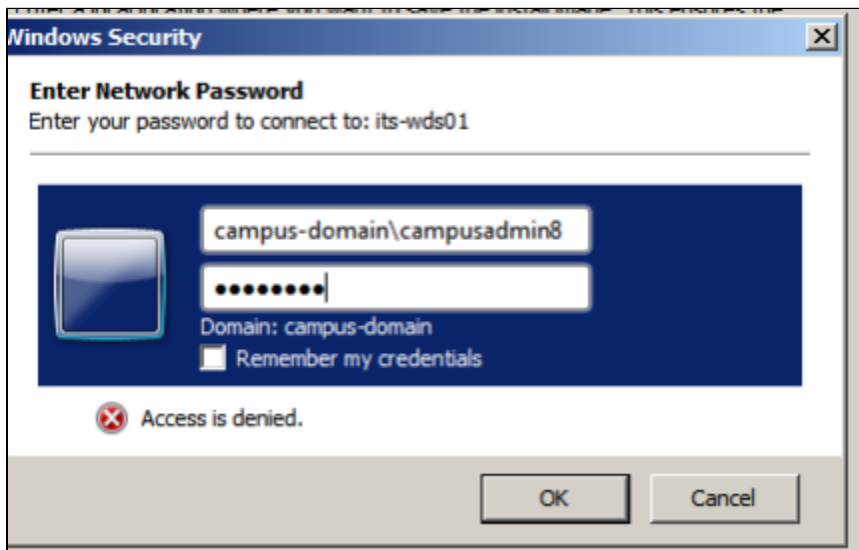 Windows Security
Enter Network Password
Enter your password to connect to: its-wds01
campus-domain\campusadmin8
Domain: campus-domain
Remember my credentials
Access is denied.
OK
Cancel